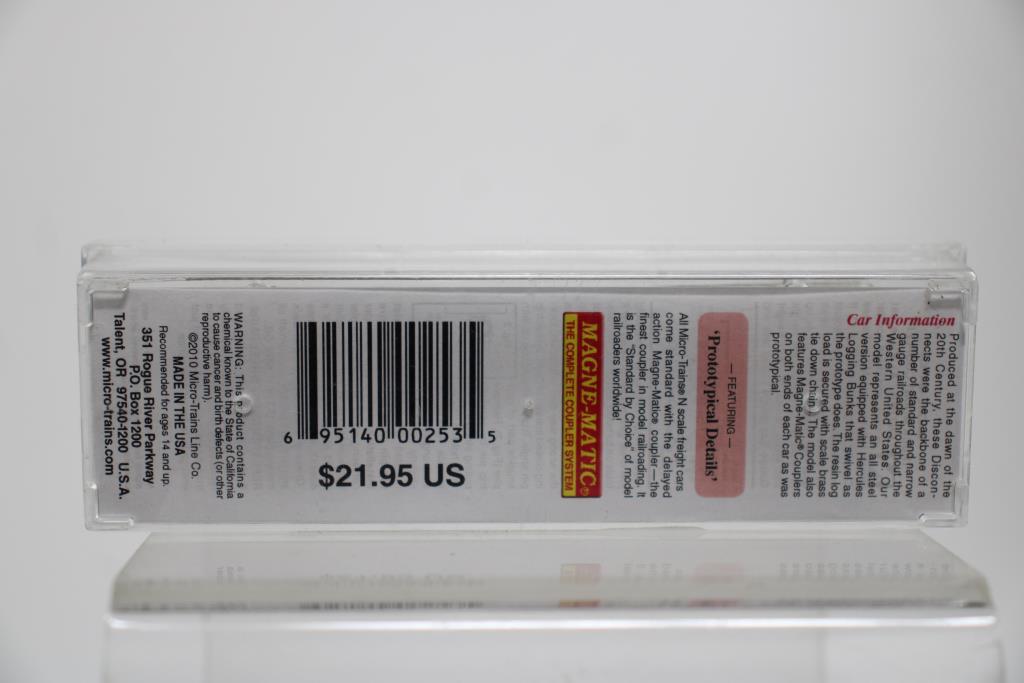 Car Information
Produced at the dawn of the
20th Century, these Discon-
nects were the backbone of a
number of standard and narrow
gauge railroads throughout the
Western United States. Our
model represents an all steel
version equipped with Hercules
Logging Bunks that swivel as
the prototype does. The resin log
load is secured with scale brass
tie down chain. The model also
features Magne-Matic® Couplers
on both ends of each car as was
prototypical.
— FEATURING —
'Prototypical Details'
All Micro-Trains® N scale freight cars
come standard with the delayed
action Magne-Matic® coupler—the
finest coupler in model railroading. It
is the "Standard by Choice" of model
railroaders worldwide!
MAGNE-MATIC®
THE COMPLETE COUPLER SYSTEM
6 95140 00253 5
$21.95 US
WARNING: This product contains a
chemical known to the State of California
to cause cancer and birth defects (or other
reproductive harm).
©2010 Micro-Trains Line Co.
MADE IN THE USA
Recommended for ages 14 and up.
351 Rogue River Parkway
P.O. Box 1200
Talent, OR 97540-1200 U.S.A.
www.micro-trains.com